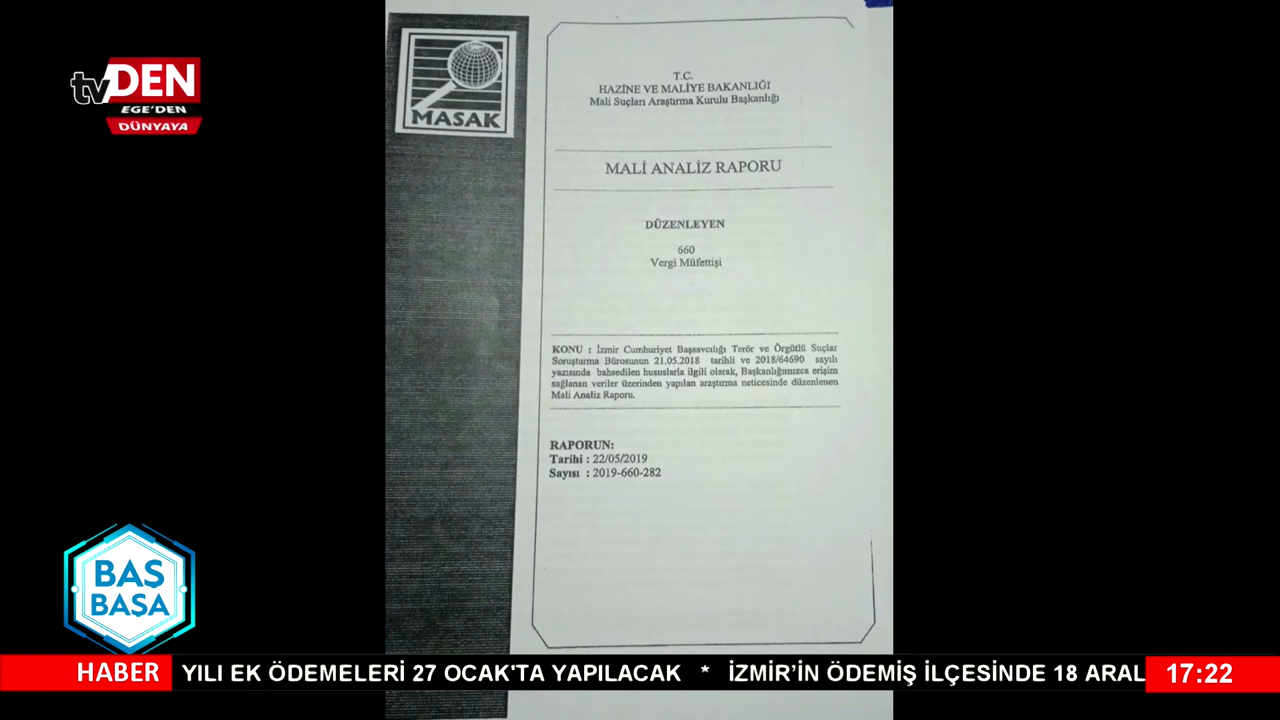 tvDEN
EGE'DEN
DÜNYAYA
MASAK
T.C.
HAZİNE VE MALİYE BAKANLIĞI
Mali Suçları Araştırma Kurulu Başkanlığı
MALİ ANALİZ RAPORU
DÜZENLEYEN
660
Vergi Müfettişi
KONU : İzmir Cumhuriyet Başsavcılığı Terör ve Örgütlü Suçlar
Soruşturma Bürosunun 21.05.2018 tarihli ve 2018/64690 sayılı
yazısında bahsedilen hususlarla ilgili olarak, Başkanlığımızca erişim
sağlanan veriler üzerinden yapılan araştırma neticesinde düzenlenen
Mali Analiz Raporu.
RAPORUN:
Tarihi : 22/05/2019
Sayısı : 2019-660-282
BAS
BASA
HABER YILI EK ÖDEMELERİ 27 OCAK'TA YAPILACAK * İZMİR’İN ÖDEMİŞ İLÇESİNDE 18 ARAL 17:22